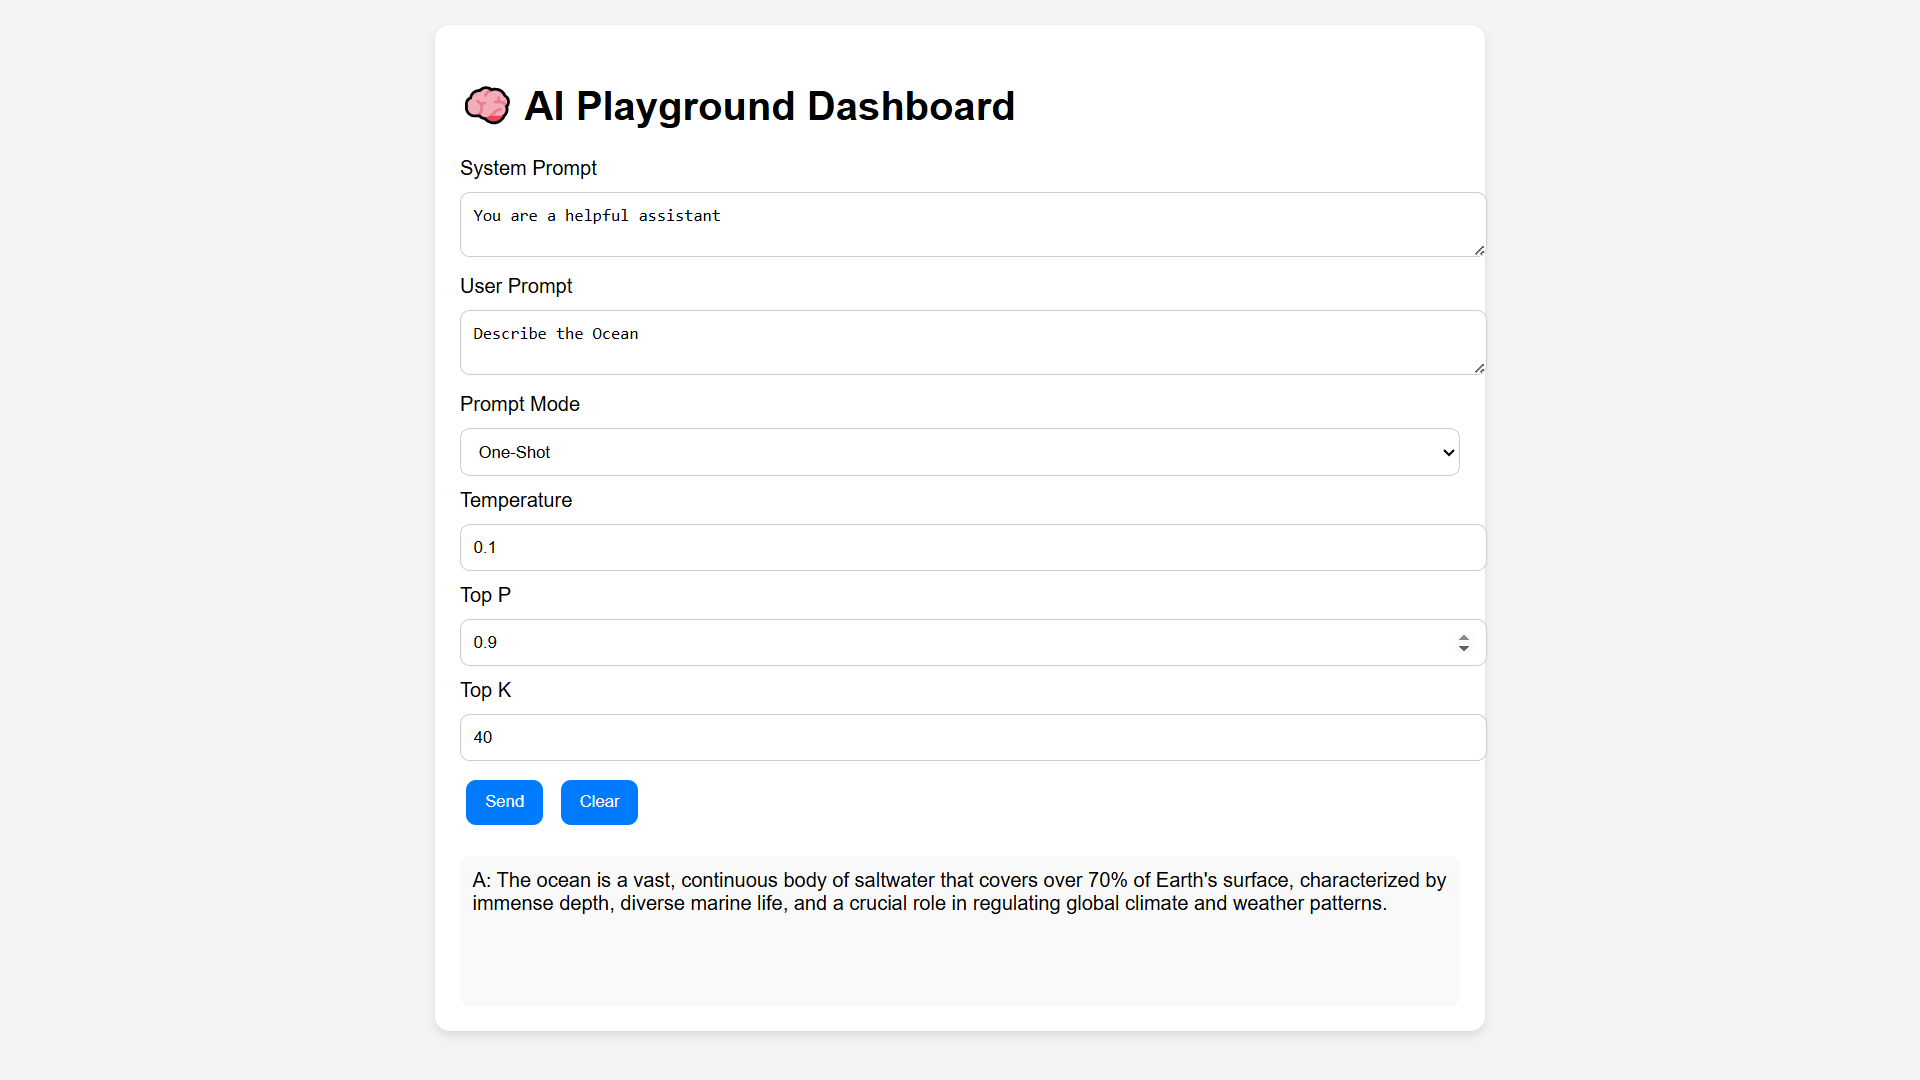 AI Playground Dashboard
System Prompt
You are a helpful assistant
User Prompt
Describe the Ocean
Prompt Mode
One-Shot
Temperature
0.1
Top P
0.9
Top K
40
Send Clear
A: The ocean is a vast, continuous body of saltwater that covers over 70% of Earth's surface, characterized by
immense depth, diverse marine life, and a crucial role in regulating global climate and weather patterns.